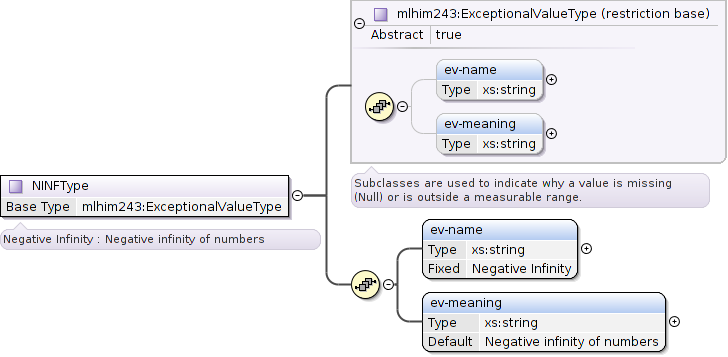 mlhim243:ExceptionalValueType (restriction base)
Abstract true
ev-name
Type xs:string
ev-meaning
Type xs:string
Subclasses are used to indicate why a value is missing
(Null) or is outside a measurable range.
NINFType
Base Type mlhim243:ExceptionalValueType
Negative Infinity : Negative infinity of numbers
ev-name
Type xs:string
Fixed Negative Infinity
ev-meaning
Type xs:string
Default Negative infinity of numbers